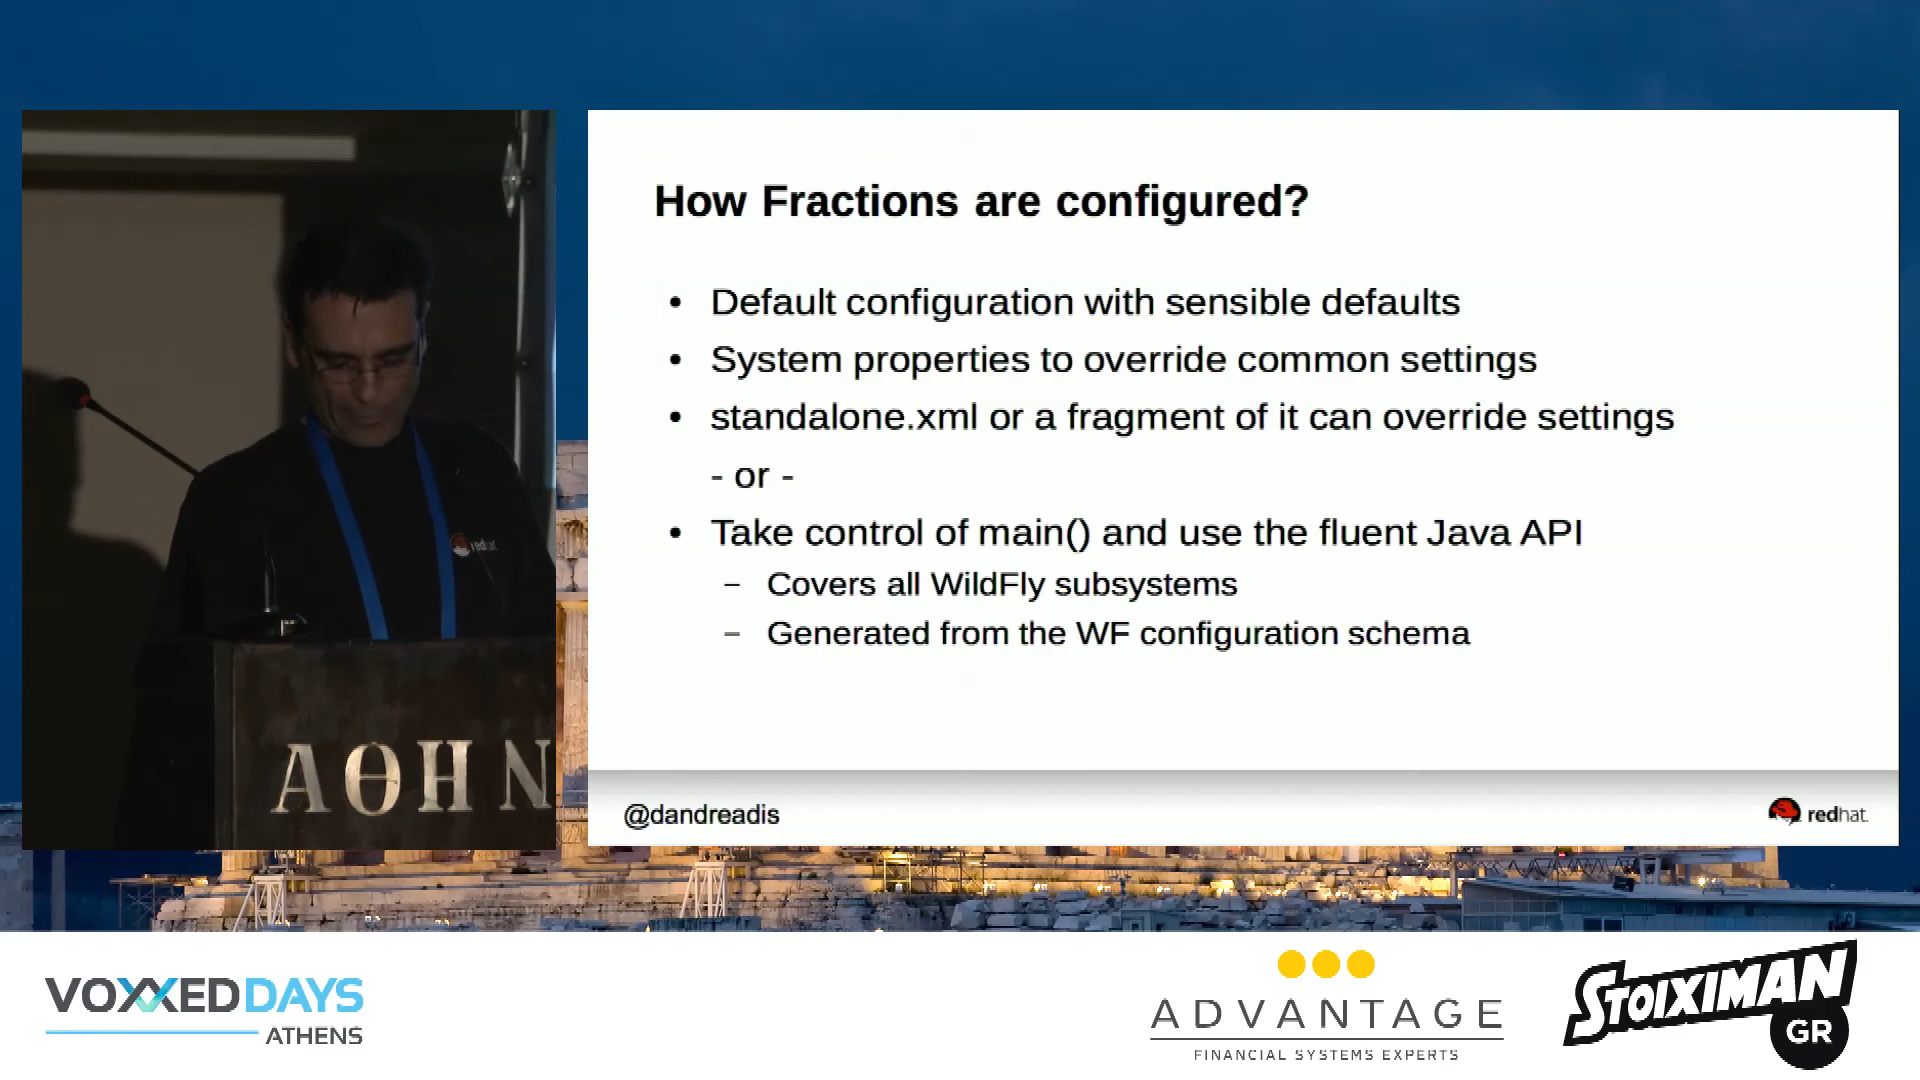 How Fractions are configured?
• Default configuration with sensible defaults
• System properties to override common settings
• standalone.xml or a fragment of it can override settings
- or -
• Take control of main() and use the fluent Java API
– Covers all WildFly subsystems
– Generated from the WF configuration schema
@dandreadis
redhat.
redhat
ΑΘΗΝ
VOXXEDDAYS
ATHENS
ADVANTAGE
FINANCIAL SYSTEMS EXPERTS
STOIXIMAN
GR